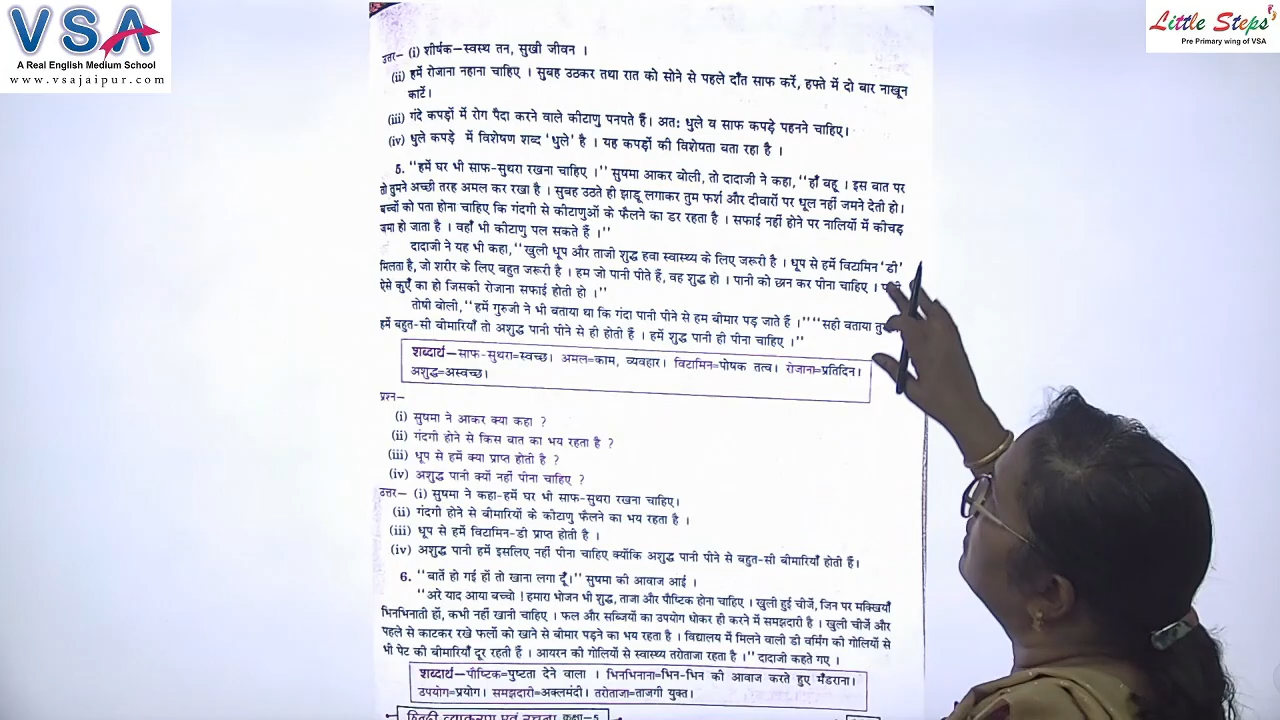 VSA
A Real English Medium School
www.vsajaipur.com
Little Steps
Pre Primary wing of VSA
उत्तर– (i) शीर्षक–स्वस्थ तन, सुखी जीवन ।
(ii) हमें रोजाना नहाना चाहिए । सुबह उठकर तथा रात को सोने से पहले दाँत साफ करें, हफ्ते में दो बार नाखून
काटें।
(iii) गंदे कपड़ों में रोग पैदा करने वाले कीटाणु पनपते हैं। अत: धुले व साफ कपड़े पहनने चाहिए।
(iv) धुले कपड़े में विशेषण शब्द 'धुले' है । यह कपड़ों की विशेषता बता रहा है ।
5. ''हमें घर भी साफ-सुथरा रखना चाहिए ।'' सुषमा आकर बोली, तो दादाजी ने कहा, ''हाँ बहू । इस बात पर
तो तुमने अच्छी तरह अमल कर रखा है । सुबह उठते ही झाडू लगाकर तुम फर्श और दीवारों पर धूल नहीं जमने देती हो।
बच्चों को पता होना चाहिए कि गंदगी से कीटाणुओं के फैलने का डर रहता है । सफाई नहीं होने पर नालियों में कीचड़
जमा हो जाता है । वहाँ भी कीटाणु पल सकते हैं ।''
दादाजी ने यह भी कहा, ''खुली धूप और ताजी शुद्ध हवा स्वास्थ्य के लिए जरूरी है । धूप से हमें विटामिन 'डी'
मिलता है, जो शरीर के लिए बहुत जरूरी है । हम जो पानी पीते हैं, वह शुद्ध हो । पानी को छान कर पीना चाहिए ।
ऐसे कुएँ का हो जिसकी रोजाना सफाई होती हो ।''
तोषी बोली, ''हमें गुरुजी ने भी बताया था कि गंदा पानी पीने से हम बीमार पड़ जाते हैं ।'' ''सही बताया
हमें बहुत-सी बीमारियाँ तो अशुद्ध पानी पीने से ही होती हैं । हमें शुद्ध पानी ही पीना चाहिए ।''
शब्दार्थ–साफ-सुथरा=स्वच्छ। अमल=काम, व्यवहार। विटामिन=पोषक तत्व। रोजाना=प्रतिदिन।
अशुद्ध=अस्वच्छ।
प्रश्न–
(i) सुषमा ने आकर क्या कहा ?
(ii) गंदगी होने से किस बात का भय रहता है ?
(iii) धूप से हमें क्या प्राप्त होती है ?
(iv) अशुद्ध पानी क्यों नहीं पीना चाहिए ?
उत्तर– (i) सुषमा ने कहा-हमें घर भी साफ-सुथरा रखना चाहिए।
(ii) गंदगी होने से बीमारियों के कीटाणु फैलने का भय रहता है ।
(iii) धूप से हमें विटामिन-डी प्राप्त होती है ।
(iv) अशुद्ध पानी हमें इसलिए नहीं पीना चाहिए क्योंकि अशुद्ध पानी पीने से बहुत-सी बीमारियाँ होती हैं।
6. ''बातें हो गई हों तो खाना लगा दूँ।'' सुषमा की आवाज आई ।
''अरे याद आया बच्चो ! हमारा भोजन भी शुद्ध, ताजा और पौष्टिक होना चाहिए । खुली हुई चीजें, जिन पर मक्खियाँ
भिनभिनाती हों, कभी नहीं खानी चाहिए । फल और सब्जियों का उपयोग धोकर ही करने में समझदारी है । खुली चीजें और
पहले से काटकर रखे फलों को खाने से बीमार पड़ने का भय रहता है । विद्यालय में मिलने वाली डी वर्मिंग की गोलियों से
भी पेट की बीमारियाँ दूर रहती हैं । आयरन की गोलियों से स्वास्थ्य तरोताजा रहता है ।'' दादाजी कहते गए ।
शब्दार्थ–पौष्टिक=पुष्टता देने वाला । भिनभिनाना=भिन-भिन की आवाज करते हुए मँडराना।
उपयोग=प्रयोग। समझदारी=अक्लमंदी। तरोताजा=ताजगी युक्त।
हिन्दी व्याकरण एवं रचना कक्षा–5